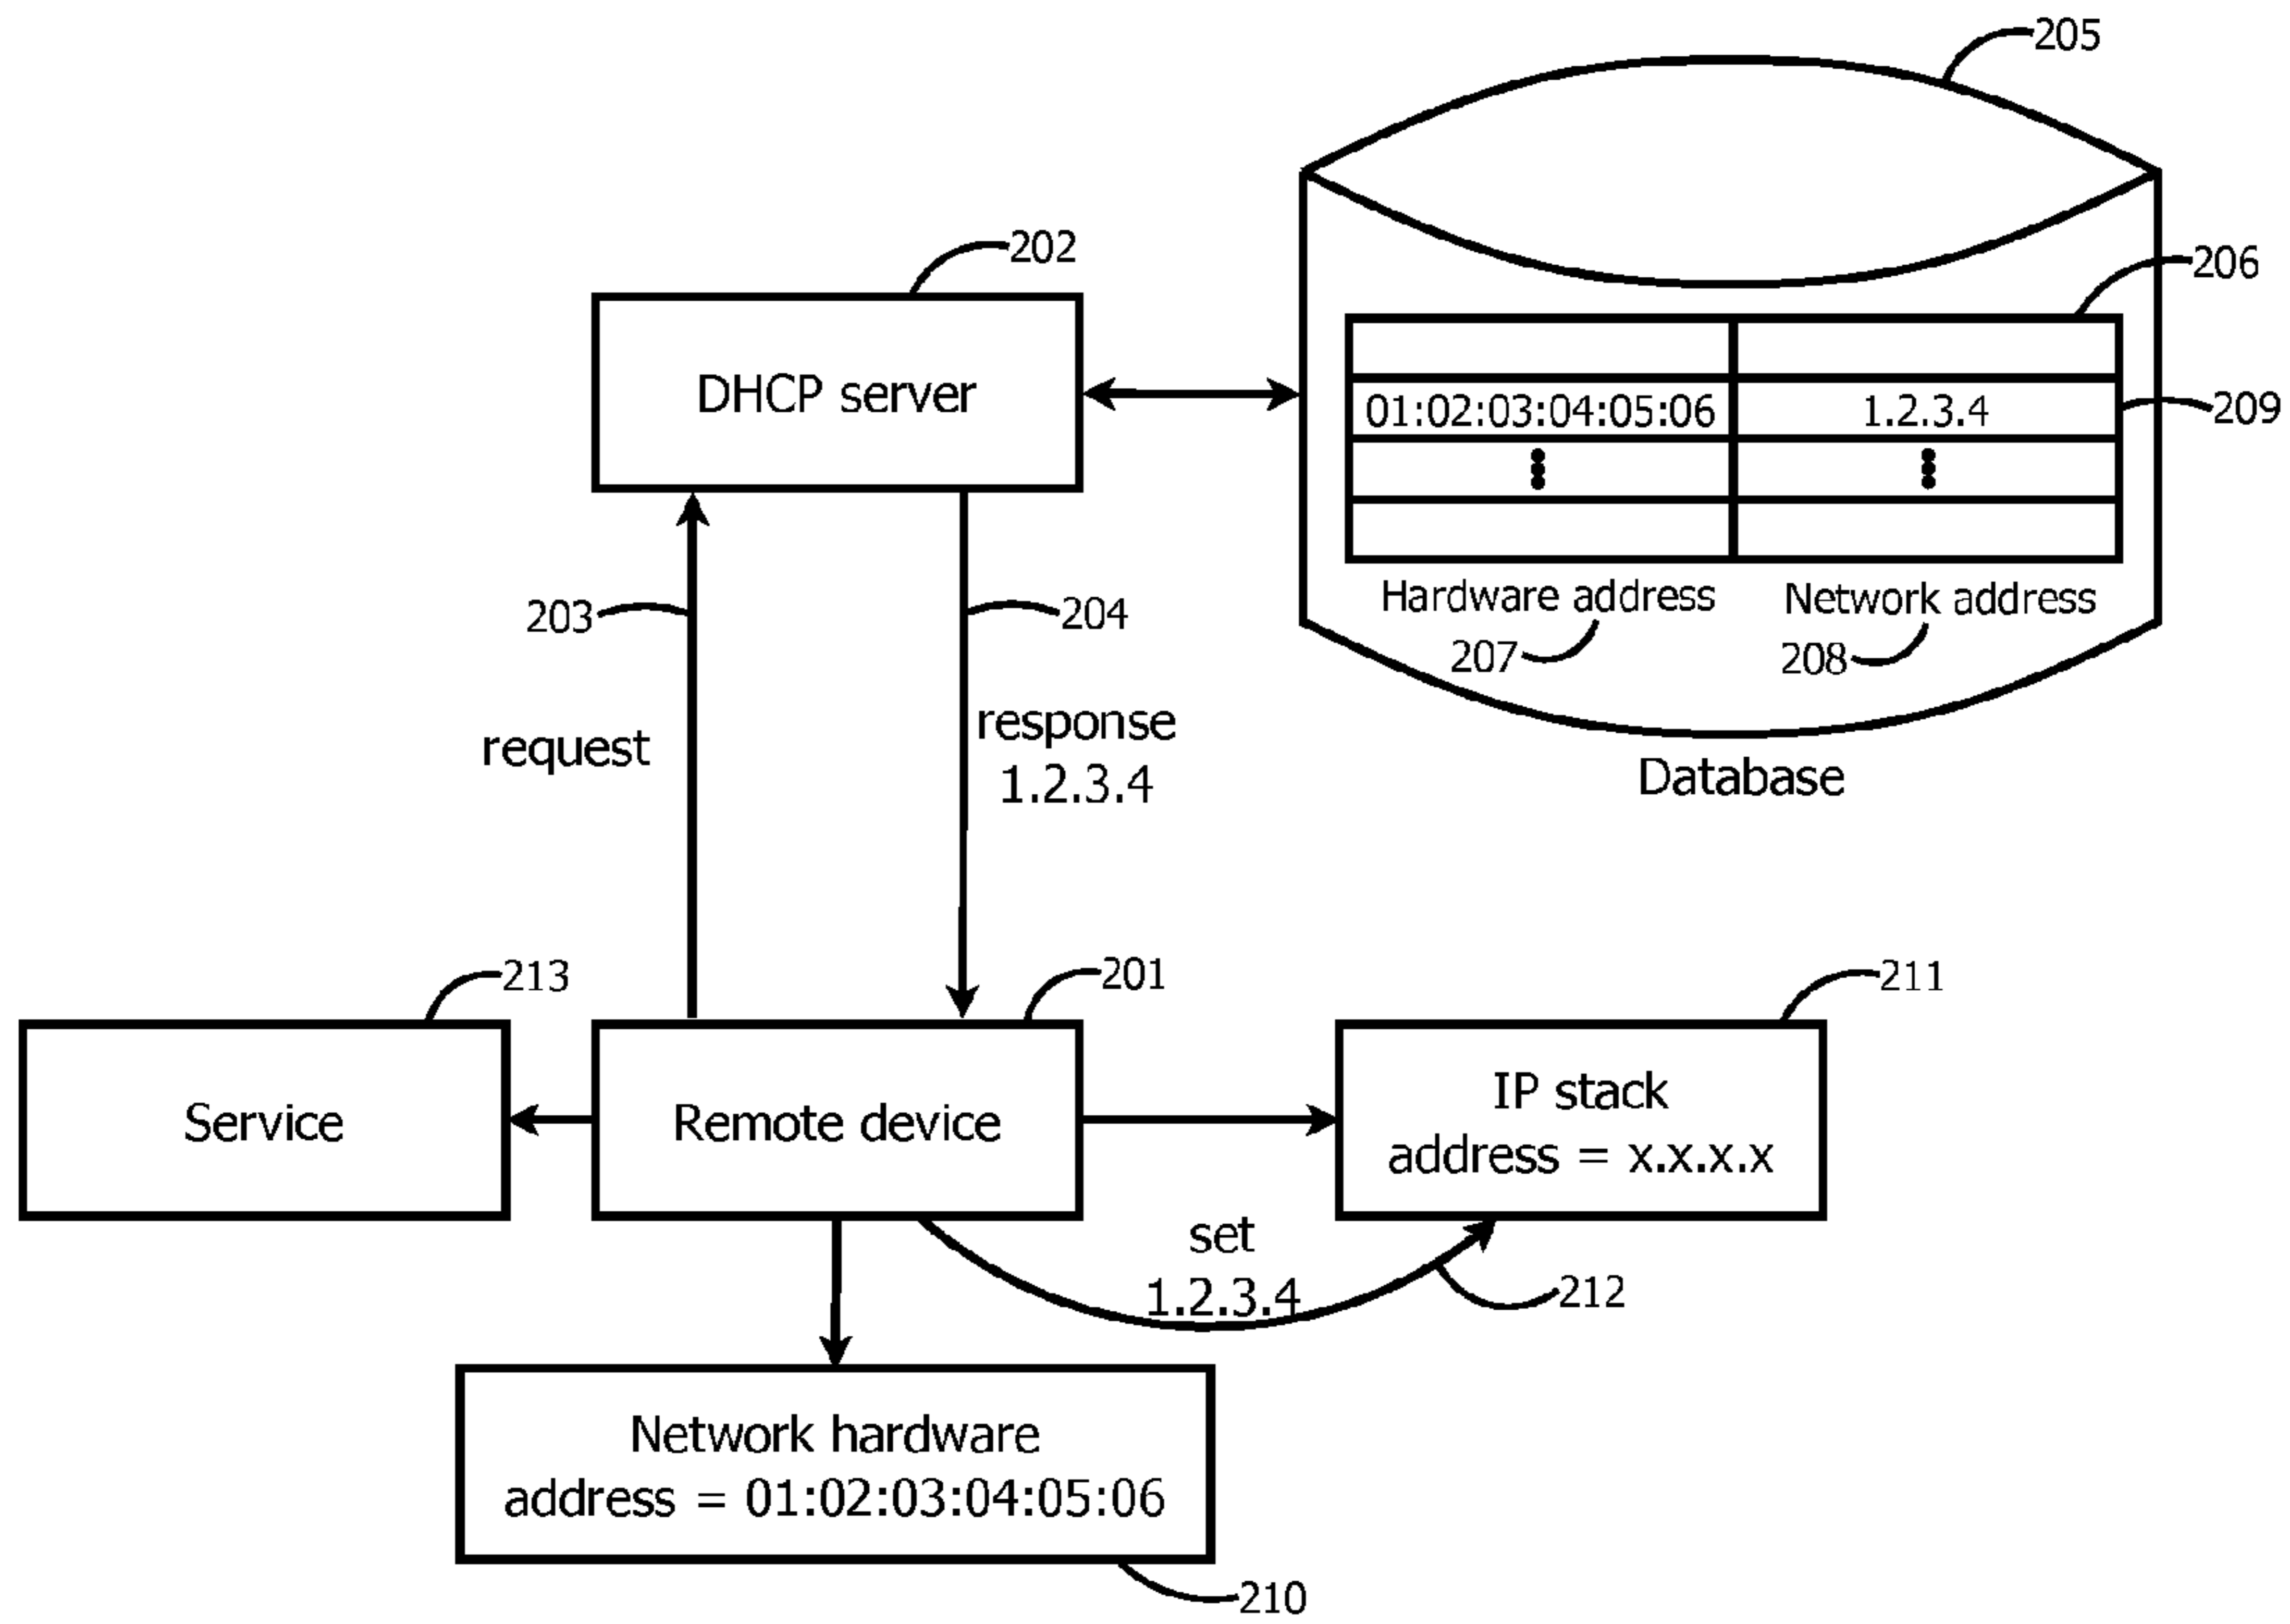 205
202
206
DHCP server
01:02:03:04:05:06 1.2.3.4
209
Hardware address Network address
203
204
207
208
request
response
1.2.3.4
Database
213
201
211
Service
Remote device
IP stack
address = x.x.x.x
set
1.2.3.4
212
Network hardware
address = 01:02:03:04:05:06
210